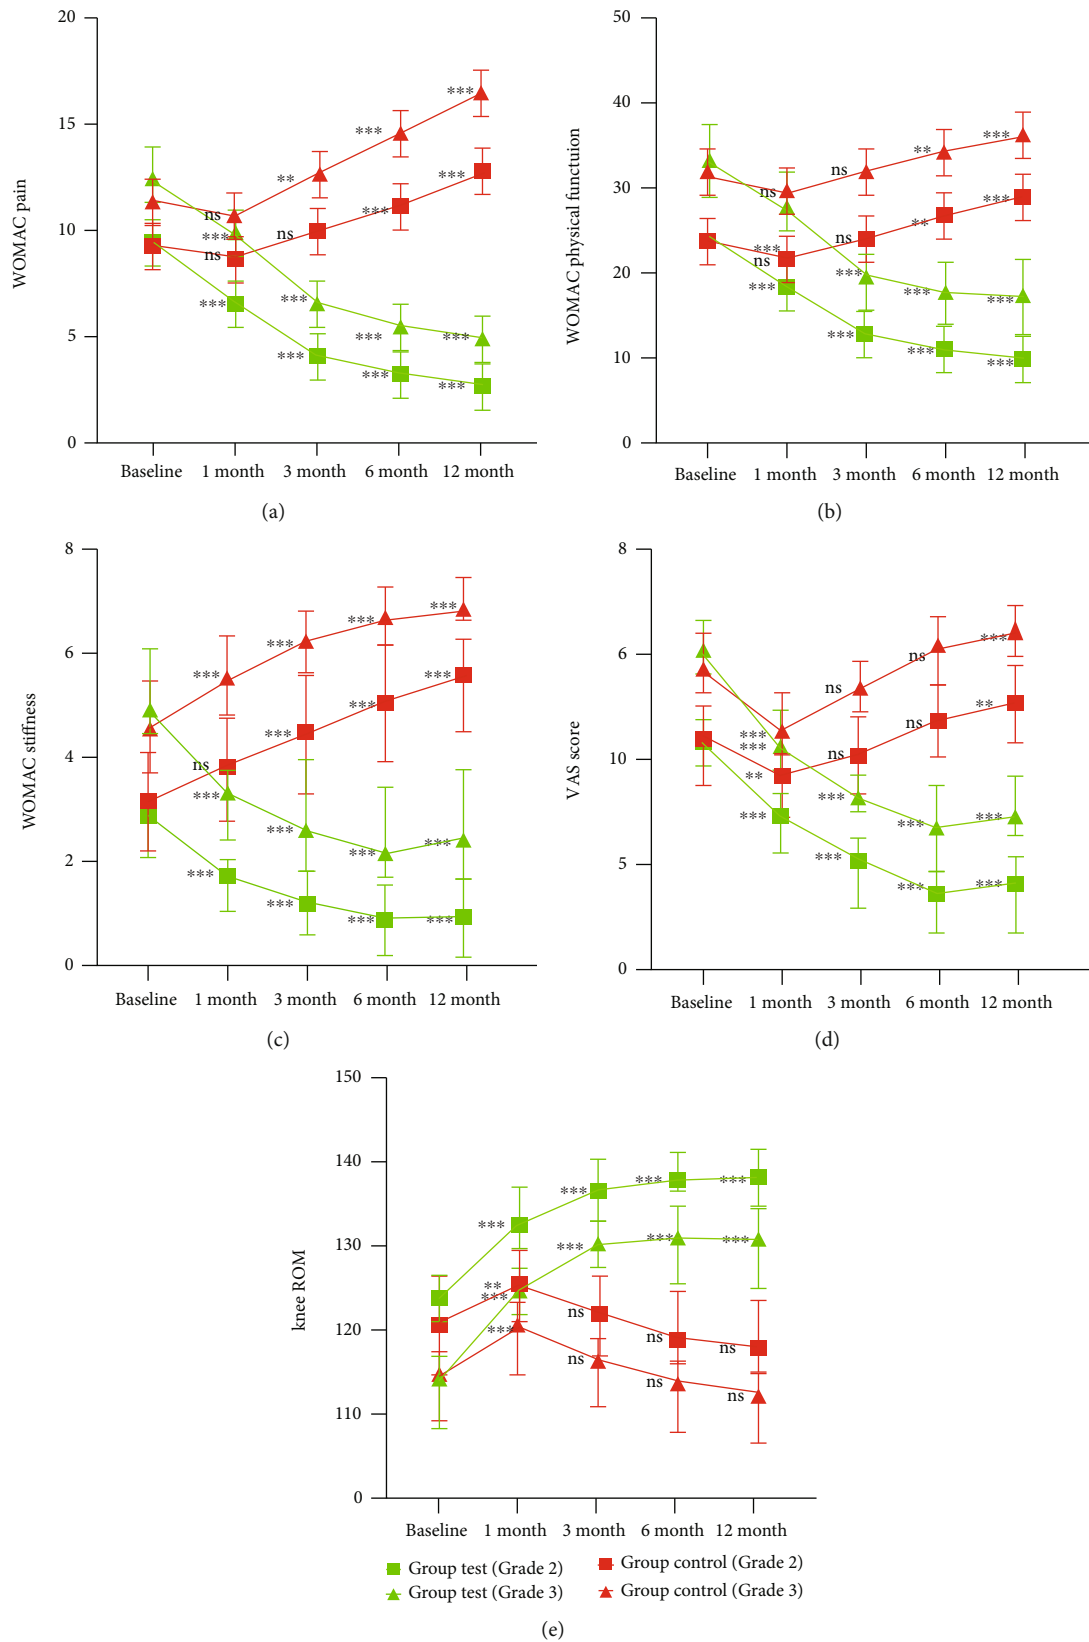 20
15
10
5
0
WOMAC pain
***
***
**
***
***
ns
***
ns
ns
***
***
***
***
***
***
***
***
Baseline 1 month 3 month 6 month 12 month
(a)
50
40
30
20
10
0
WOMAC physical functuion
***
**
ns
ns
***
**
ns
***
ns
***
***
***
***
***
***
***
Baseline 1 month 3 month 6 month 12 month
(b)
8
6
4
2
0
WOMAC stiffness
***
***
***
***
***
***
***
ns
***
***
***
***
***
***
***
***
Baseline 1 month 3 month 6 month 12 month
(c)
8
6
10
5
0
VAS score
***
ns
ns
**
ns
***
***
ns
**
***
***
***
***
***
***
***
Baseline 1 month 3 month 6 month 12 month
(d)
150
140
130
120
110
0
knee ROM
***
***
***
***
***
***
***
**
***
***
ns
ns
ns
ns
ns
ns
Baseline 1 month 3 month 6 month 12 month
Group test (Grade 2) Group control (Grade 2)
Group test (Grade 3) Group control (Grade 3)
(e)